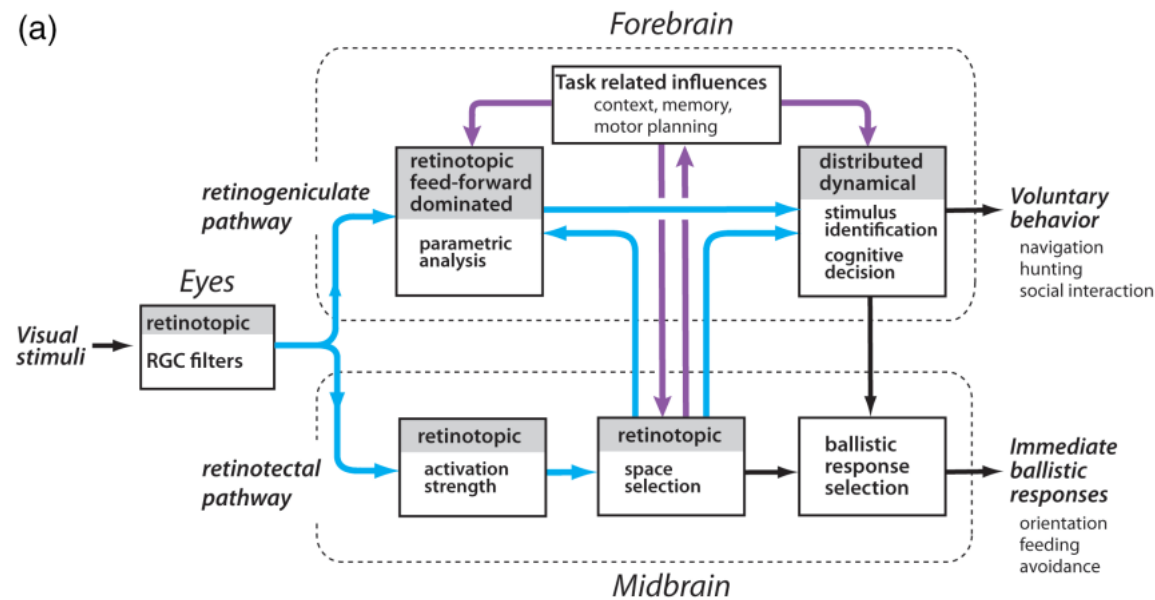 (a)
Forebrain
Task related influences
context, memory,
motor planning
retinotopic
feed-forward
dominated
parametric
analysis
distributed
dynamical
stimulus
identification
cognitive
decision
retinogeniculate
pathway
Voluntary
behavior
navigation
hunting
social interaction
Eyes
retinotopic
RGC filters
Visual
stimuli
retinotectal
pathway
retinotopic
activation
strength
retinotopic
space
selection
ballistic
response
selection
Immediate
ballistic
responses
orientation
feeding
avoidance
Midbrain